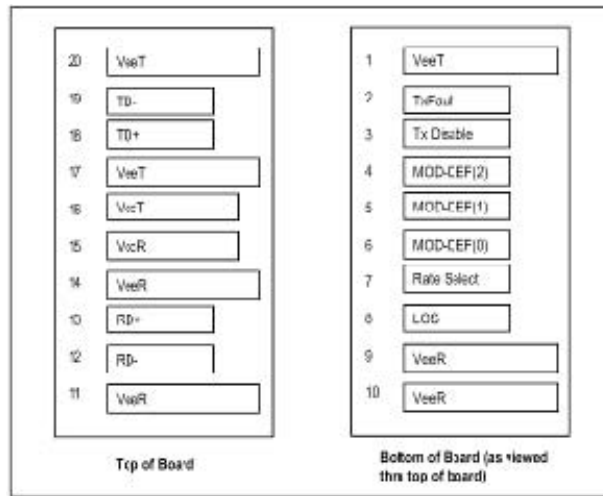 20 VeeT
19 TD-
18 TD+
17 VeeT
16 VccT
15 VccR
14 VeeR
13 RD+
12 RD-
11 VeeR
Top of Board
1 VeeT
2 TxFault
3 Tx Disable
4 MOD-DEF(2)
5 MOD-DEF(1)
6 MOD-DEF(0)
7 Rate Select
8 LOS
9 VeeR
10 VeeR
Bottom of Board (as viewed
thru top of board)